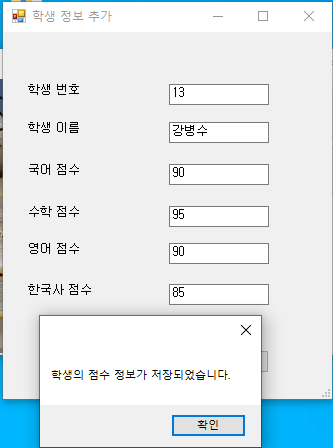 학생 정보 추가
학생 번호 13
학생 이름 강병수
국어 점수 90
수학 점수 95
영어 점수 90
한국사 점수 85
학생의 점수 정보가 저장되었습니다.
확인